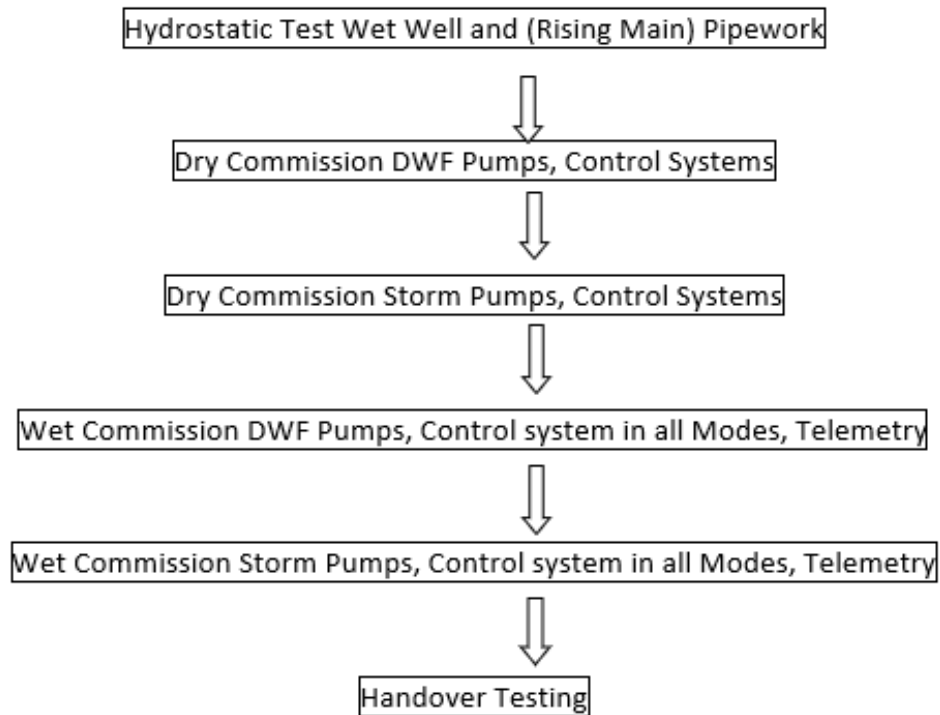 Hydrostatic Test Wet Well and (Rising Main) Pipework
Dry Commission DWF Pumps, Control Systems
Dry Commission Storm Pumps, Control Systems
Wet Commission DWF Pumps, Control system in all Modes, Telemetry
Wet Commission Storm Pumps, Control system in all Modes, Telemetry
Handover Testing